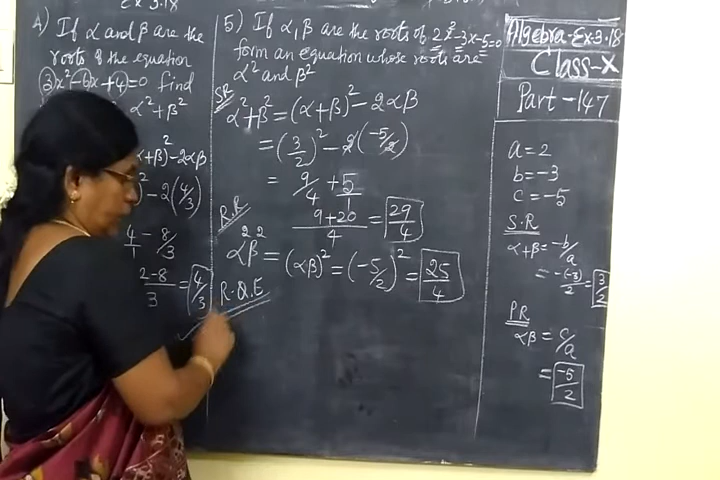 Ex 3.18
4) If α and β are the
roots of the equation
3x²-6x+4=0 find
α²+β²
+β)²-2αβ
-2(4/3)
4/1 - 8/3
2-8/3 = 4/3
5) If α, β are the roots of 2x²-3x-5=0
form an equation whose roots are
α² and β²
SR
α²+β² = (α+β)² - 2αβ
= (3/2)² - 2(-5/2)
= 9/4 + 5/1
9+20/4 = 29/4
P.R
α²β² = (αβ)² = (-5/2)² = 25/4
R.Q.E
Algebra-Ex-3.18
Class-X
Part-147
a=2
b=-3
c=-5
S.R
α+β = -b/a
= -(-3)/2 = 3/2
PR
αβ = c/a
= -5/2